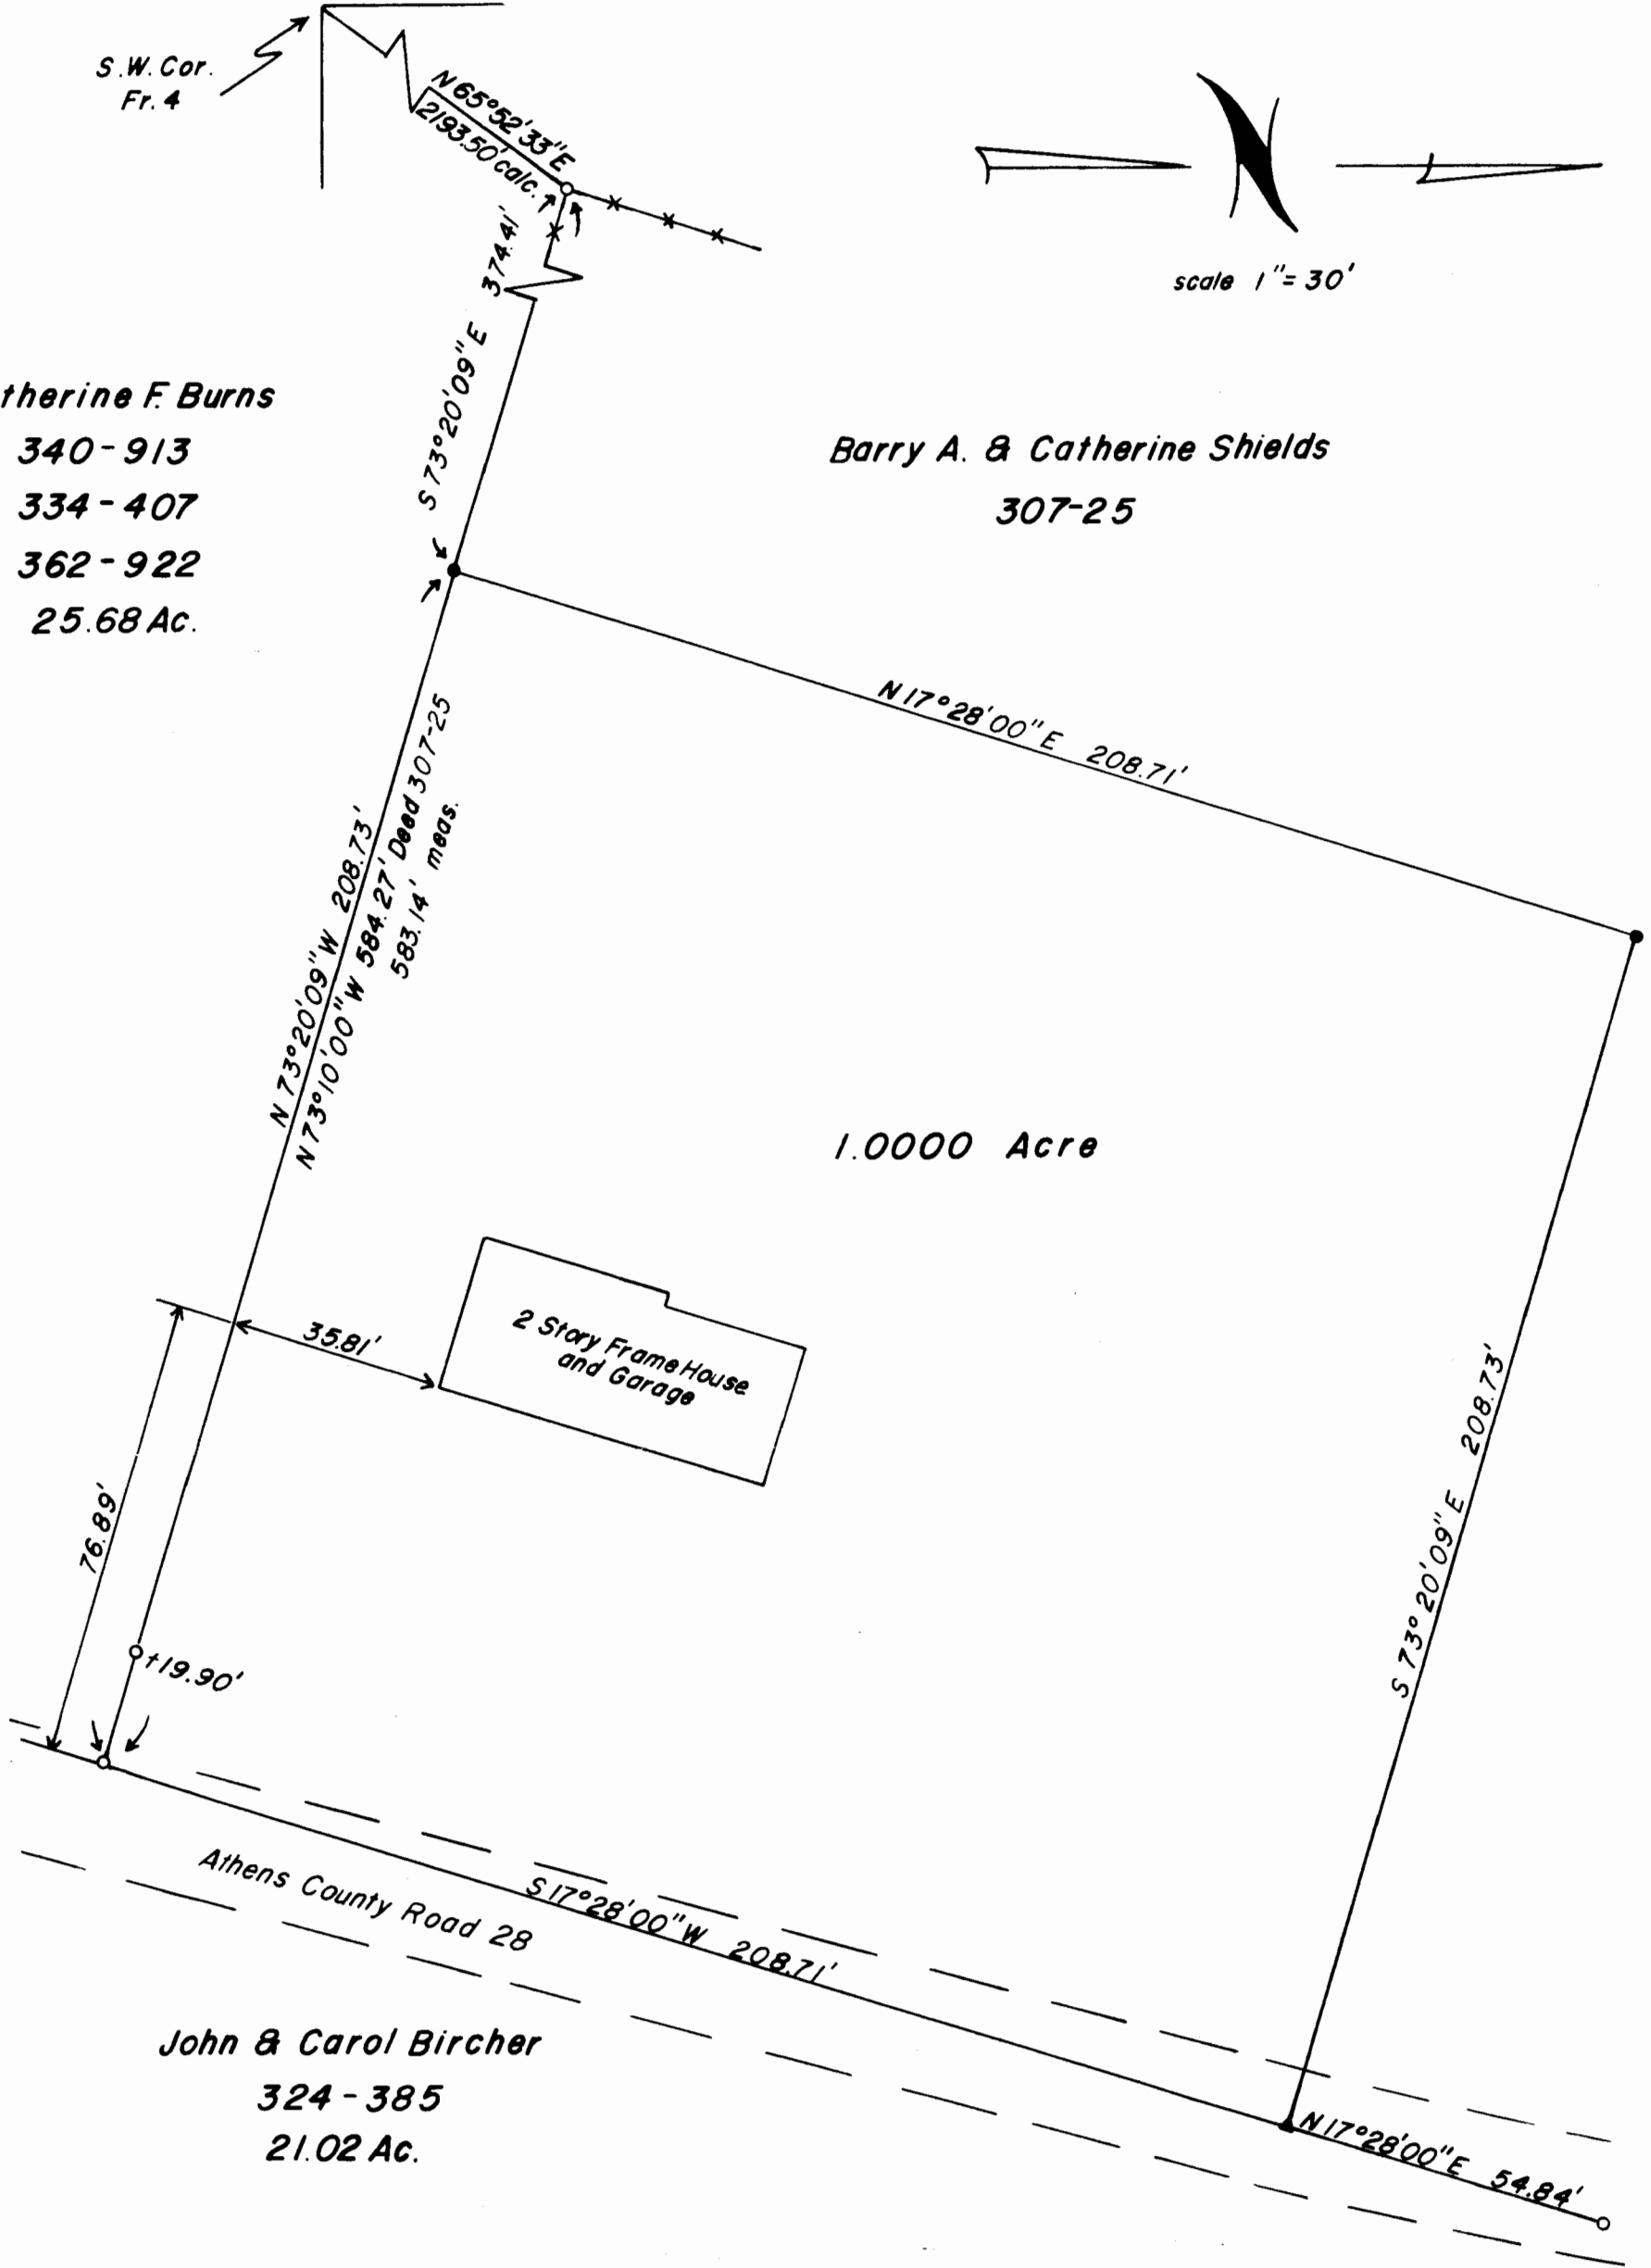 S.W. Cor.
Fr. 4
N 65°52'33"E
2193.50' calc.
N
scale 1"= 30'
S 73°20'09"E 374.41'
therine F. Burns
340-913
334-407
362-922
25.68 Ac.
Barry A. & Catherine Shields
307-25
N 17°28'00"E 208.71'
N 73°20'09"W 208.73'
N 73°10'00"W 584.27' Deed 307-25
583.14' meas.
1.0000 Acre
35.81'
2 Story Frame House
and Garage
76.89'
S 73°20'09"E 208.73'
+19.90'
Athens County Road 28
S 17°28'00"W 208.71'
John & Carol Bircher
324-385
21.02 Ac.
N 17°28'00"E 54.84'